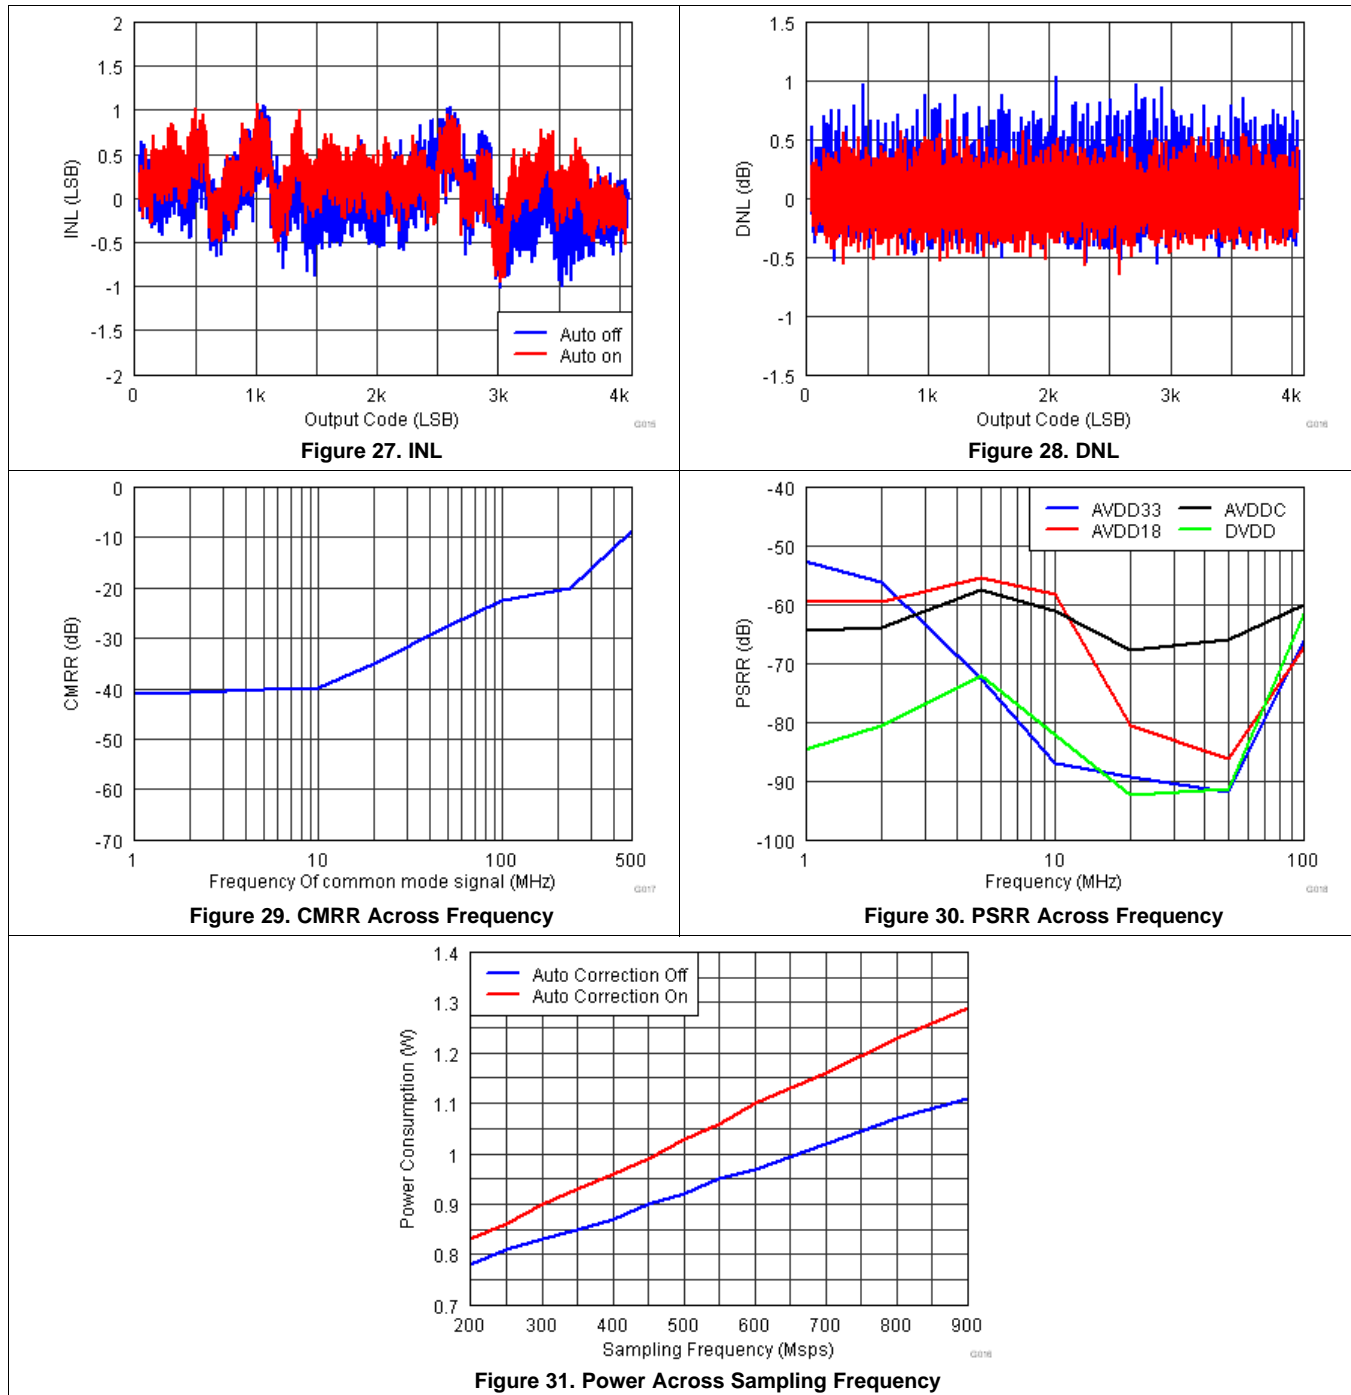 2
1.5
1
0.5
0
-0.5
-1
-1.5
-2
INL (LSB)
Auto off
Auto on
0 1k 2k 3k 4k
Output Code (LSB)
G015
Figure 27. INL
1.5
1
0.5
0
-0.5
-1
-1.5
DNL (dB)
0 1k 2k 3k 4k
Output Code (LSB)
G016
Figure 28. DNL
0
-10
-20
-30
-40
-50
-60
-70
CMRR (dB)
1 10 100 500
Frequency Of common mode signal (MHz)
G017
Figure 29. CMRR Across Frequency
-40
-50
-60
-70
-80
-90
-100
PSRR (dB)
AVDD33 AVDDC
AVDD18 DVDD
1 10 100
Frequency (MHz)
G018
Figure 30. PSRR Across Frequency
1.4
1.3
1.2
1.1
1
0.9
0.8
0.7
Power Consumption (W)
Auto Correction Off
Auto Correction On
200 300 400 500 600 700 800 900
Sampling Frequency (Msps)
G016
Figure 31. Power Across Sampling Frequency